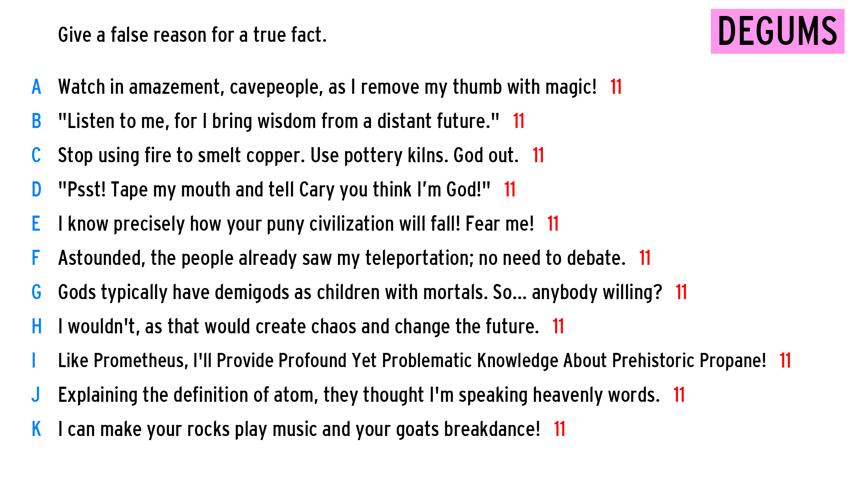 Give a false reason for a true fact.
DEGUMS
A Watch in amazement, cavepeople, as I remove my thumb with magic! 11
B "Listen to me, for I bring wisdom from a distant future." 11
C Stop using fire to smelt copper. Use pottery kilns. God out. 11
D "Psst! Tape my mouth and tell Cary you think I'm God!" 11
E I know precisely how your puny civilization will fall! Fear me! 11
F Astounded, the people already saw my teleportation; no need to debate. 11
G Gods typically have demigods as children with mortals. So... anybody willing? 11
H I wouldn't, as that would create chaos and change the future. 11
I Like Prometheus, I'll Provide Profound Yet Problematic Knowledge About Prehistoric Propane! 11
J Explaining the definition of atom, they thought I'm speaking heavenly words. 11
K I can make your rocks play music and your goats breakdance! 11